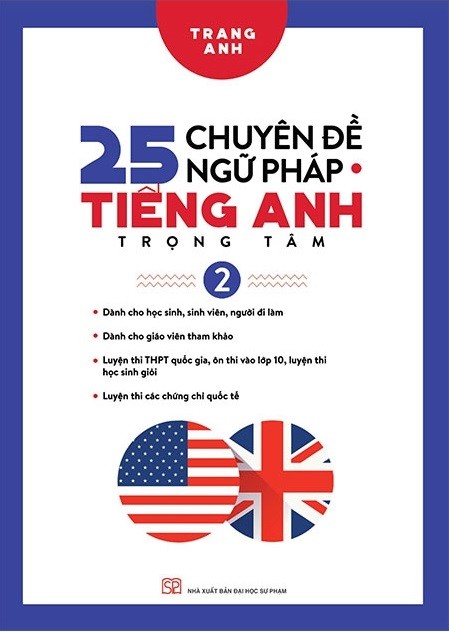 TRANG
ANH
25 CHUYÊN ĐỀ
NGỮ PHÁP
TIẾNG ANH
TRỌNG TÂM
2
• Dành cho học sinh, sinh viên, người đi làm
• Dành cho giáo viên tham khảo
• Luyện thi THPT quốc gia, ôn thi vào lớp 10, luyện thi
học sinh giỏi
• Luyện thi các chứng chỉ quốc tế
SP
NHÀ XUẤT BẢN ĐẠI HỌC SƯ PHẠM